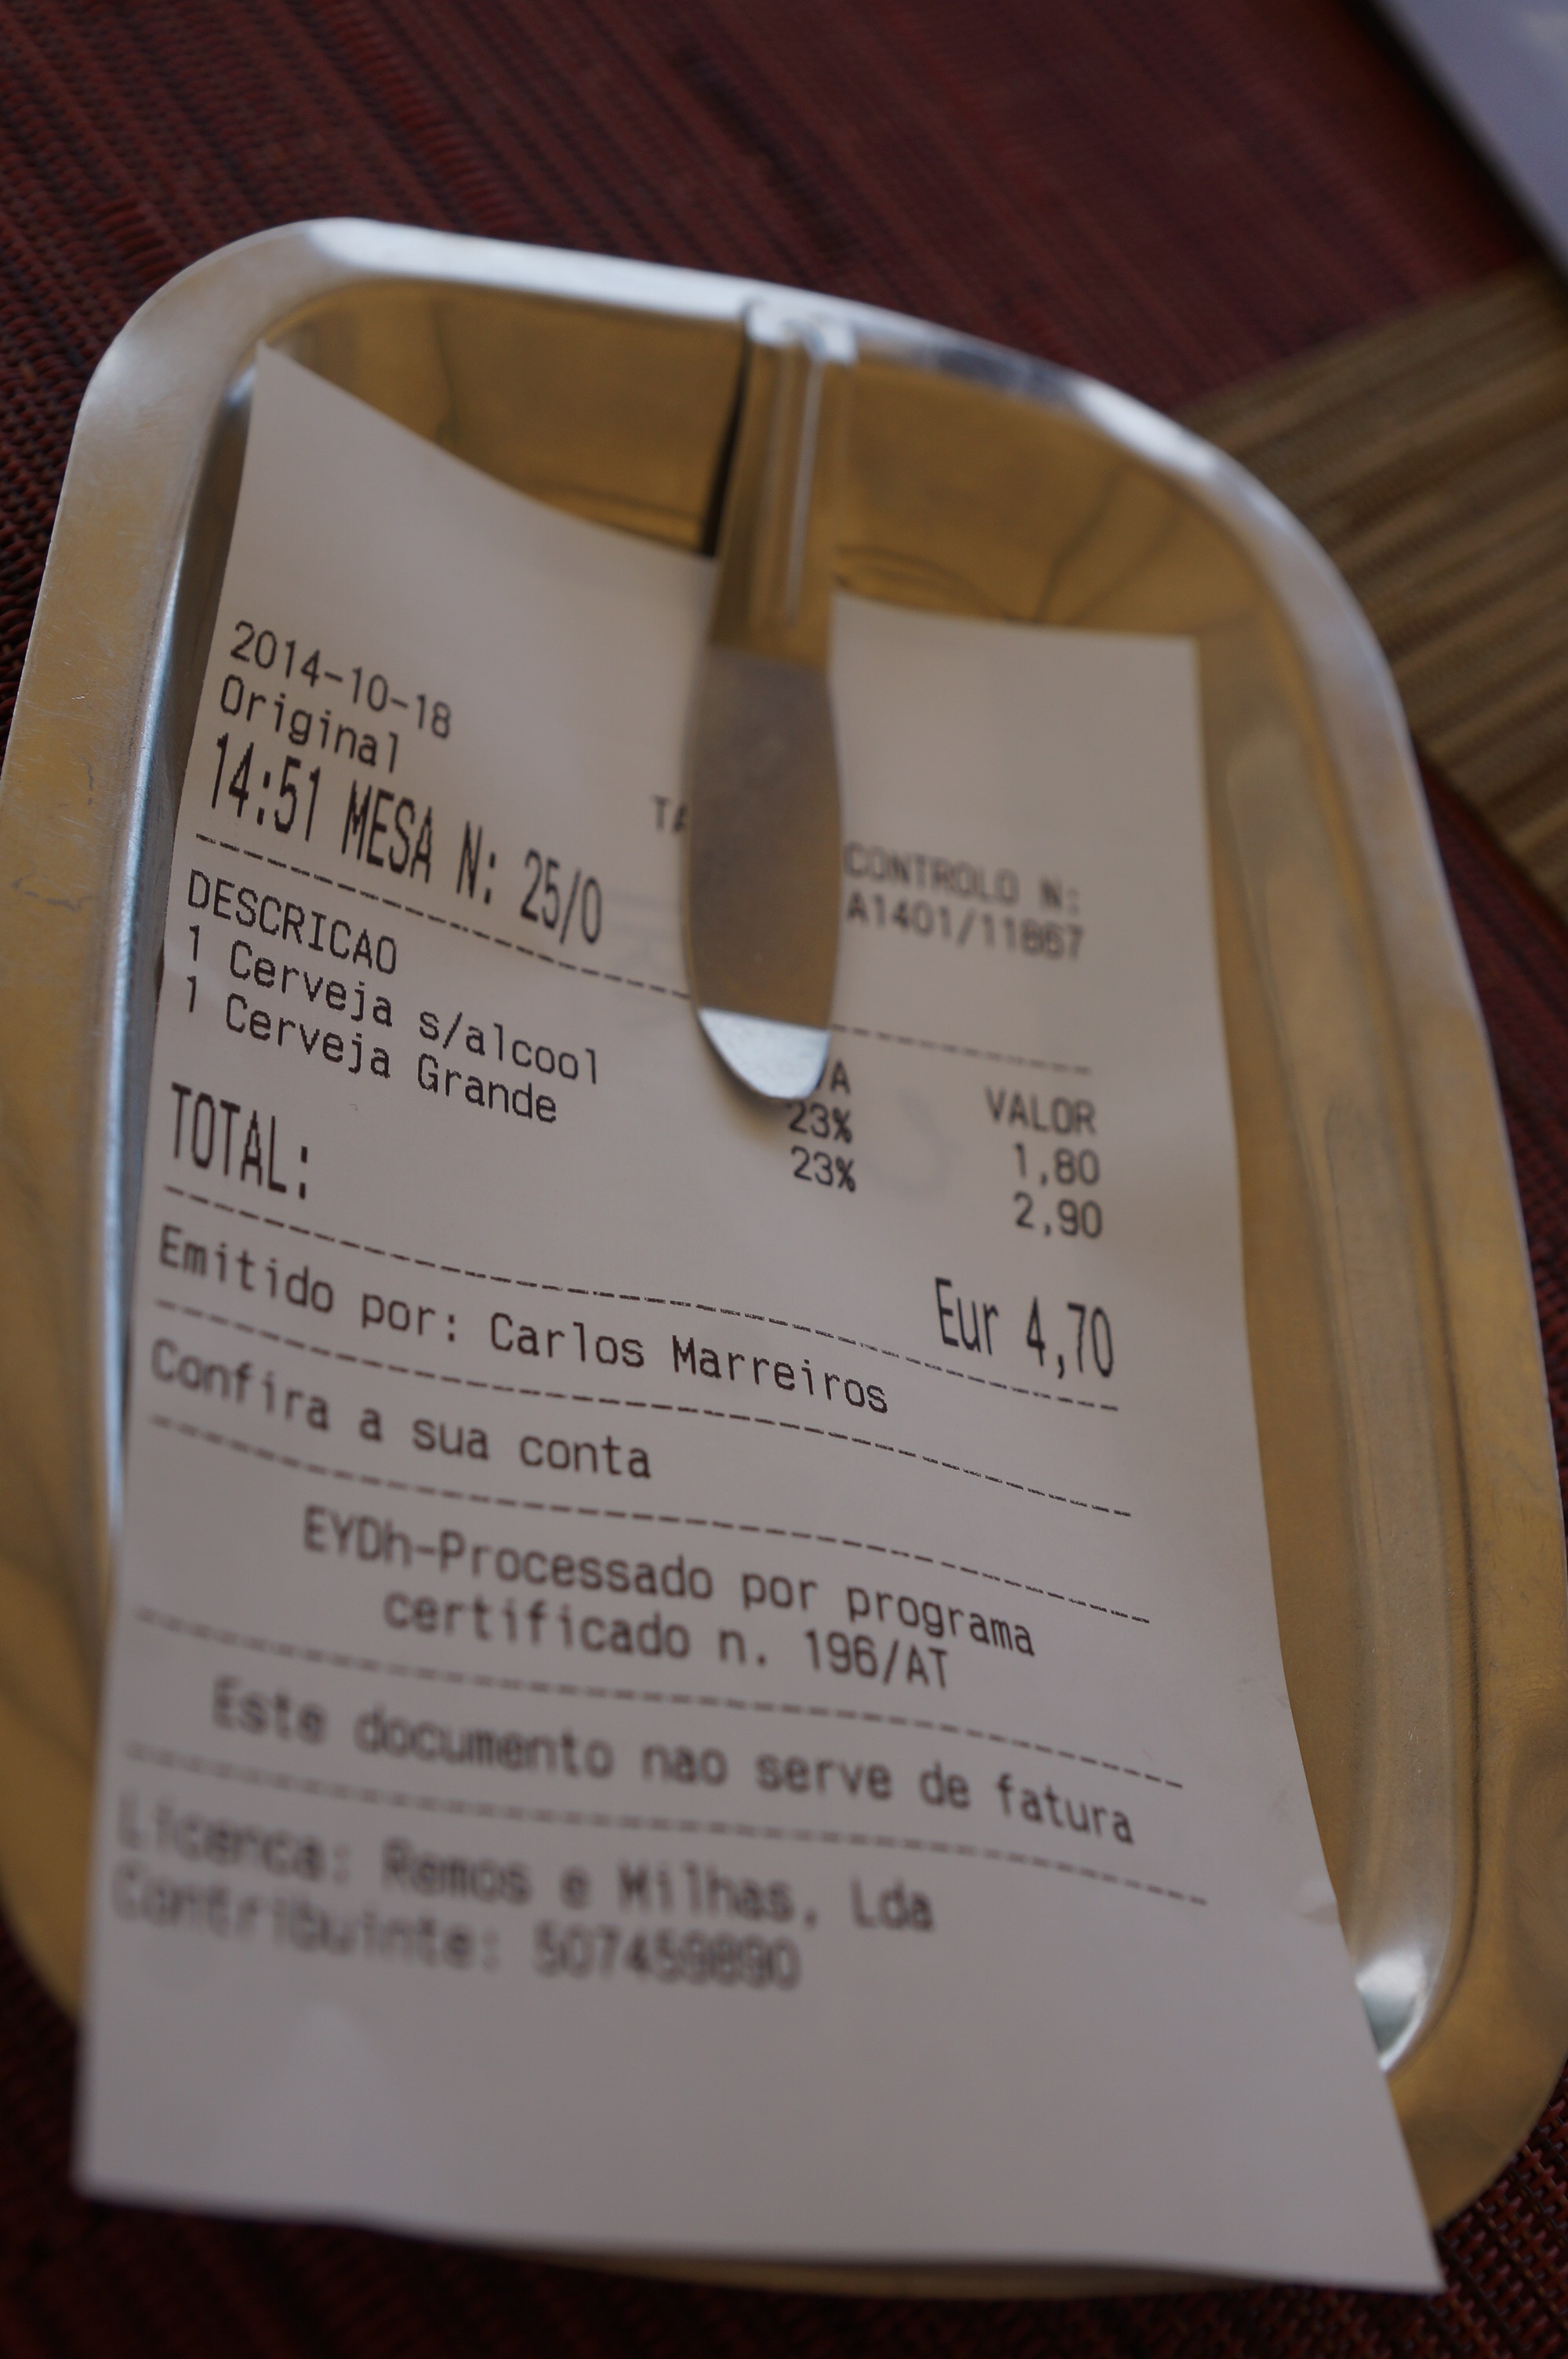 2014-10-18
Original
CONTROLO N:
14:51 MESA N: 25/0 A1401/11867
DESCRICAO VALOR
1 Cerveja s/alcool 23% 1,80
1 Cerveja Grande 23% 2,90
TOTAL: Eur 4,70
Emitido por: Carlos Marreiros
Confira a sua conta
EYDh-Processado por programa
certificado n. 196/AT
Este documento nao serve de fatura
Licenca: Remos e Milhas, Lda
Contribuinte: 507459890